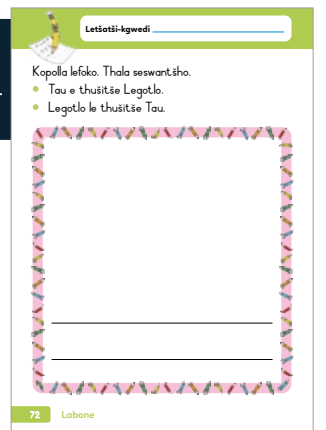 Letšatši-kgwedi
Kopolla lefoko. Thala seswantšho.
Tau e thušitše Legotlo.
Legotlo le thušitše Tau.
72 Labone